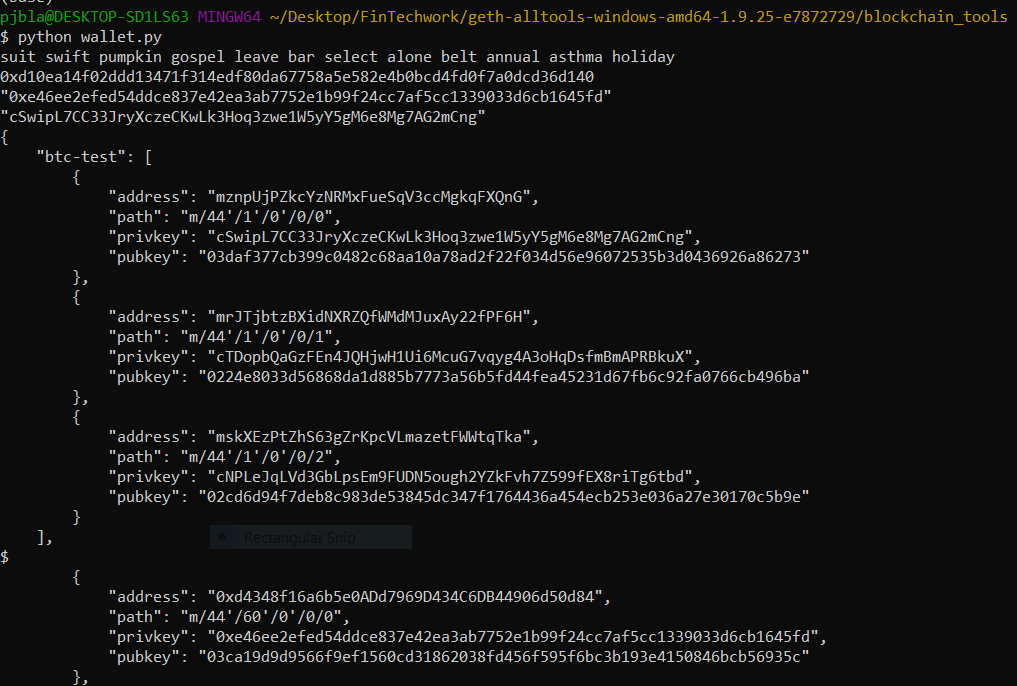 (base)
pjbla@DESKTOP-SD1LS63 MINGW64 ~/Desktop/FinTechwork/geth-alltools-windows-amd64-1.9.25-e7872729/blockchain_tools
$ python wallet.py
suit swift pumpkin gospel leave bar select alone belt annual asthma holiday
0xd10ea14f02ddd13471f314edf80da67758a5e582e4b0bcd4fd0f7a0dcd36d140
"0xe46ee2efed54ddce837e42ea3ab7752e1b99f24cc7af5cc1339033d6cb1645fd"
"cSwipL7CC33JryXczeCKwLk3Hoq3zwe1W5yY5gM6e8Mg7AG2mCng"
{
    "btc-test": [
        {
            "address": "mznpUjPZkcYzNRMxFueSqV3ccMgkqFXQnG",
            "path": "m/44'/1'/0'/0/0",
            "privkey": "cSwipL7CC33JryXczeCKwLk3Hoq3zwe1W5yY5gM6e8Mg7AG2mCng",
            "pubkey": "03daf377cb399c0482c68aa10a78ad2f22f034d56e96072535b3d0436926a86273"
        },
        {
            "address": "mrJTjbtzBXidNXRZQfWMdMJuxAy22fPF6H",
            "path": "m/44'/1'/0'/0/1",
            "privkey": "cTDopbQaGzFEn4JQHjwH1Ui6McuG7vqyg4A3oHqDsfmBmAPRBkuX",
            "pubkey": "0224e8033d56868da1d885b7773a56b5fd44fea45231d67fb6c92fa0766cb496ba"
        },
        {
            "address": "mskXEzPtZhS63gZrKpcVLmazetFWWtqTka",
            "path": "m/44'/1'/0'/0/2",
            "privkey": "cNPLeJqLVd3GbLpsEm9FUDN5ough2YZkFvh7Z599fEX8riTg6tbd",
            "pubkey": "02cd6d94f7deb8c983de53845dc347f1764436a454ecb253e036a27e30170c5b9e"
        }
    ],
Rectangular Snip
$
        {
            "address": "0xd4348f16a6b5e0ADd7969D434C6DB44906d50d84",
            "path": "m/44'/60'/0'/0/0",
            "privkey": "0xe46ee2efed54ddce837e42ea3ab7752e1b99f24cc7af5cc1339033d6cb1645fd",
            "pubkey": "03ca19d9d9566f9ef1560cd31862038fd456f595f6bc3b193e4150846bcb56935c"
        },